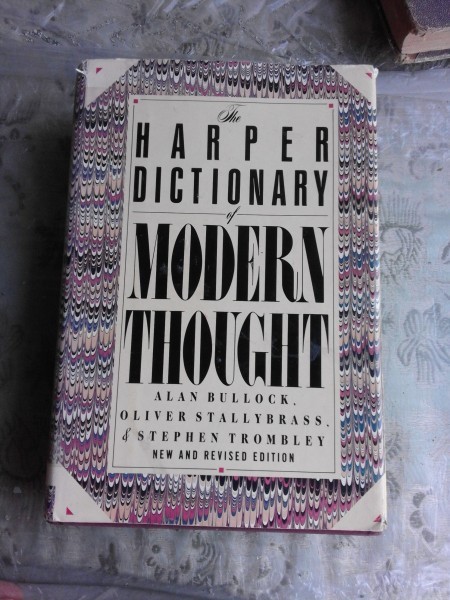 The
HARPER
DICTIONARY
of
MODERN
THOUGHT
ALAN BULLOCK,
OLIVER STALLYBRASS,
& STEPHEN TROMBLEY
NEW AND REVISED EDITION